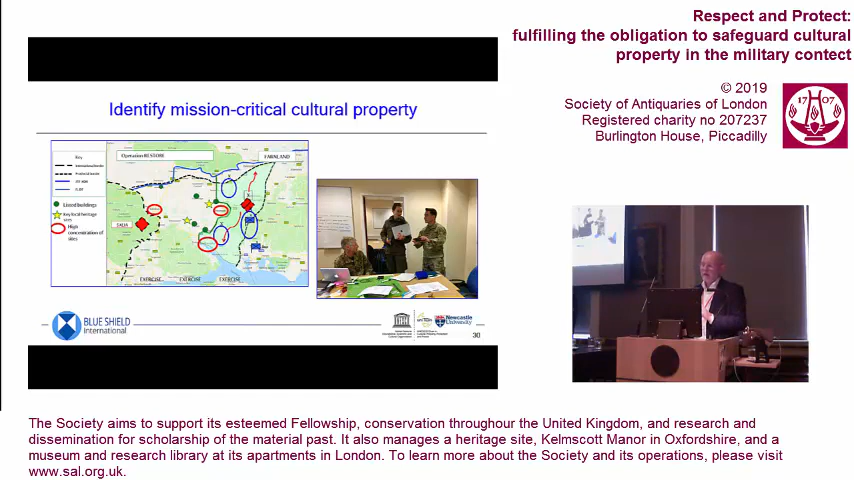 Respect and Protect:
fulfilling the obligation to safeguard cultural
property in the military contect
© 2019
Society of Antiquaries of London
Registered charity no 207237
Burlington House, Piccadilly
1707
Identify mission-critical cultural property
Key
Operation RESTORE
FARNLAND
Listed buildings
Key local heritage
sites
High
concentration of
sites
EXERCISE
EXERCISE
EXERCISE
BLUE SHIELD
International
Newcastle
University
30
The Society aims to support its esteemed Fellowship, conservation throughour the United Kingdom, and research and
dissemination for scholarship of the material past. It also manages a heritage site, Kelmscott Manor in Oxfordshire, and a
museum and research library at its apartments in London. To learn more about the Society and its operations, please visit
www.sal.org.uk.